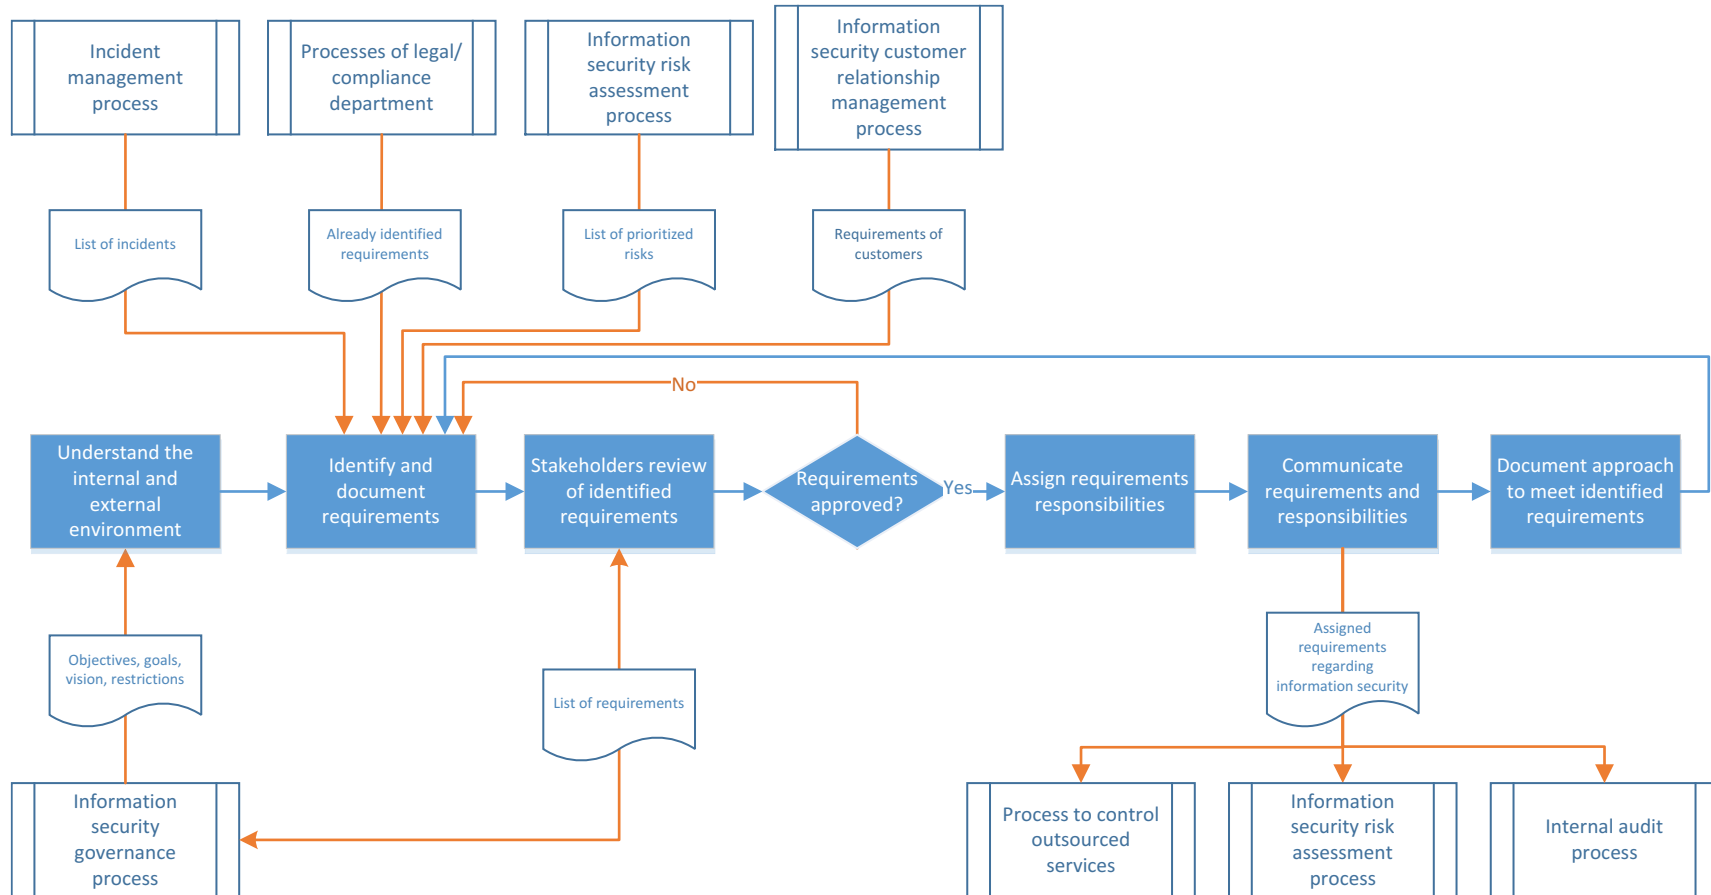 Incident
management
process
Processes of legal/
compliance
department
Information
security risk
assessment
process
Information
security customer
relationship
management
process
List of incidents
Already identified
requirements
List of prioritized
risks
Requirements of
customers
No
Understand the
internal and
external
environment
Identify and
document
requirements
Stakeholders review
of identified
requirements
Requirements
approved?
Yes
Assign requirements
responsibilities
Communicate
requirements and
responsibilities
Document approach
to meet identified
requirements
Objectives, goals,
vision, restrictions
List of requirements
Assigned
requirements
regarding
information security
Information
security
governance
process
Process to control
outsourced
services
Information
security risk
assessment
process
Internal audit
process